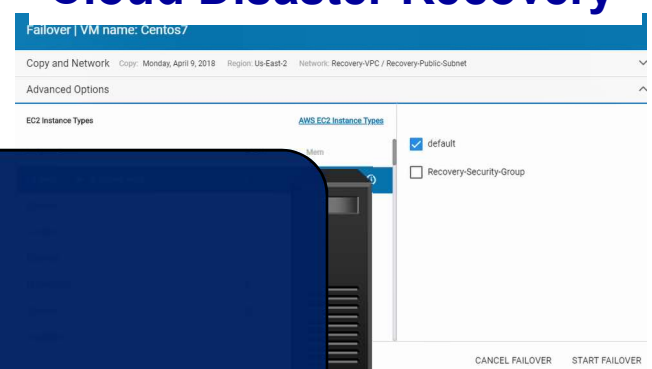 Cloud Disaster Recovery
Failover | VM name: Centos7
Copy and Network Copy: Monday, April 9, 2018 Region: Us-East-2 Network: Recovery-VPC / Recovery-Public-Subnet
Advanced Options
EC2 Instance Types AWS EC2 Instance Types
Mem
default
Recovery-Security-Group
CANCEL FAILOVER START FAILOVER